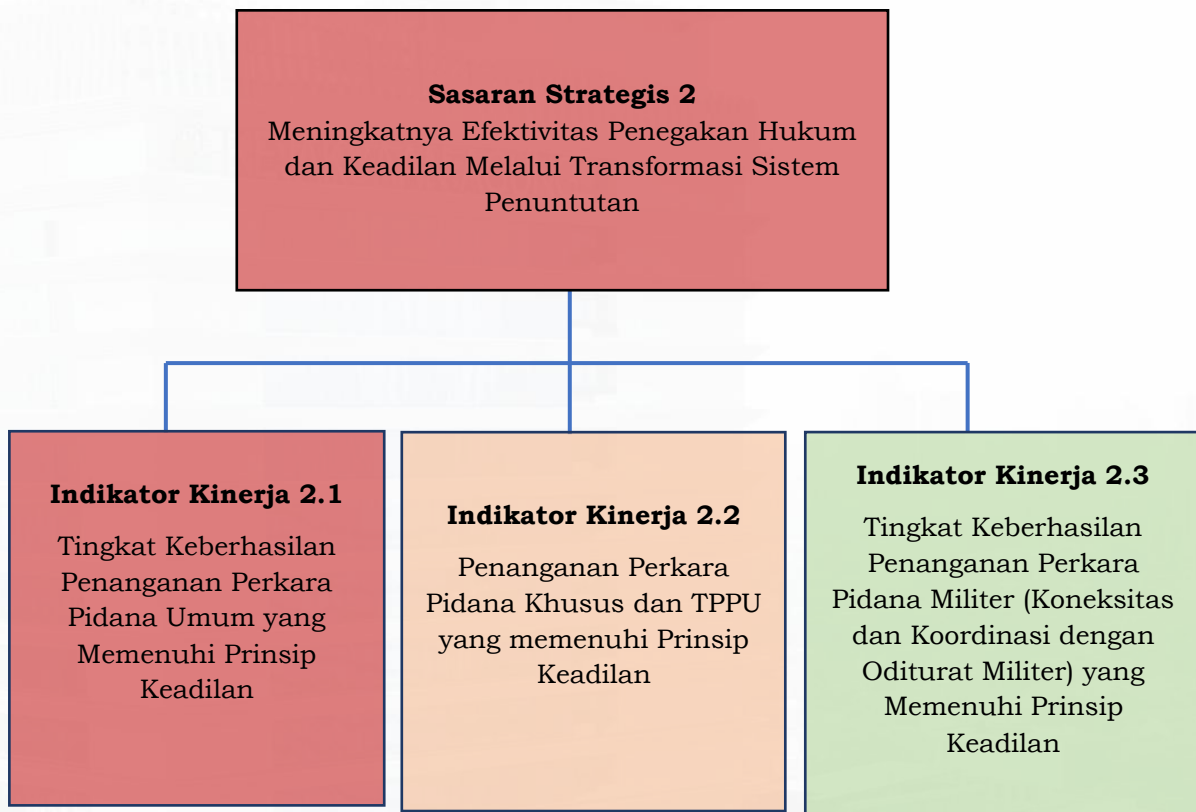 Sasaran Strategis 2
Meningkatnya Efektivitas Penegakan Hukum
dan Keadilan Melalui Transformasi Sistem
Penuntutan
Indikator Kinerja 2.1
Tingkat Keberhasilan
Penanganan Perkara
Pidana Umum yang
Memenuhi Prinsip
Keadilan
Indikator Kinerja 2.2
Penanganan Perkara
Pidana Khusus dan TPPU
yang memenuhi Prinsip
Keadilan
Indikator Kinerja 2.3
Tingkat Keberhasilan
Penanganan Perkara
Pidana Militer (Koneksitas
dan Koordinasi dengan
Oditurat Militer) yang
Memenuhi Prinsip
Keadilan